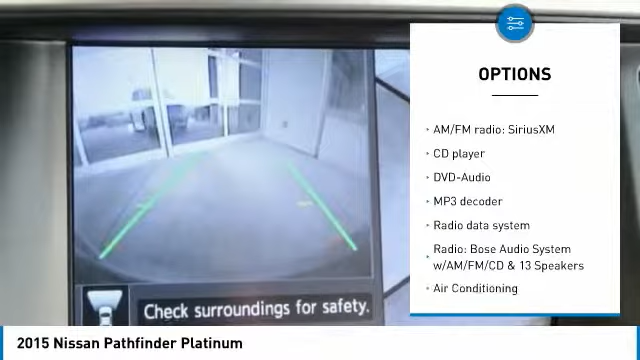 OPTIONS
AM/FM radio: SiriusXM
CD player
DVD-Audio
MP3 decoder
Radio data system
Radio: Bose Audio System
w/AM/FM/CD & 13 Speakers
Air Conditioning
Check surroundings for safety.
2015 Nissan Pathfinder Platinum